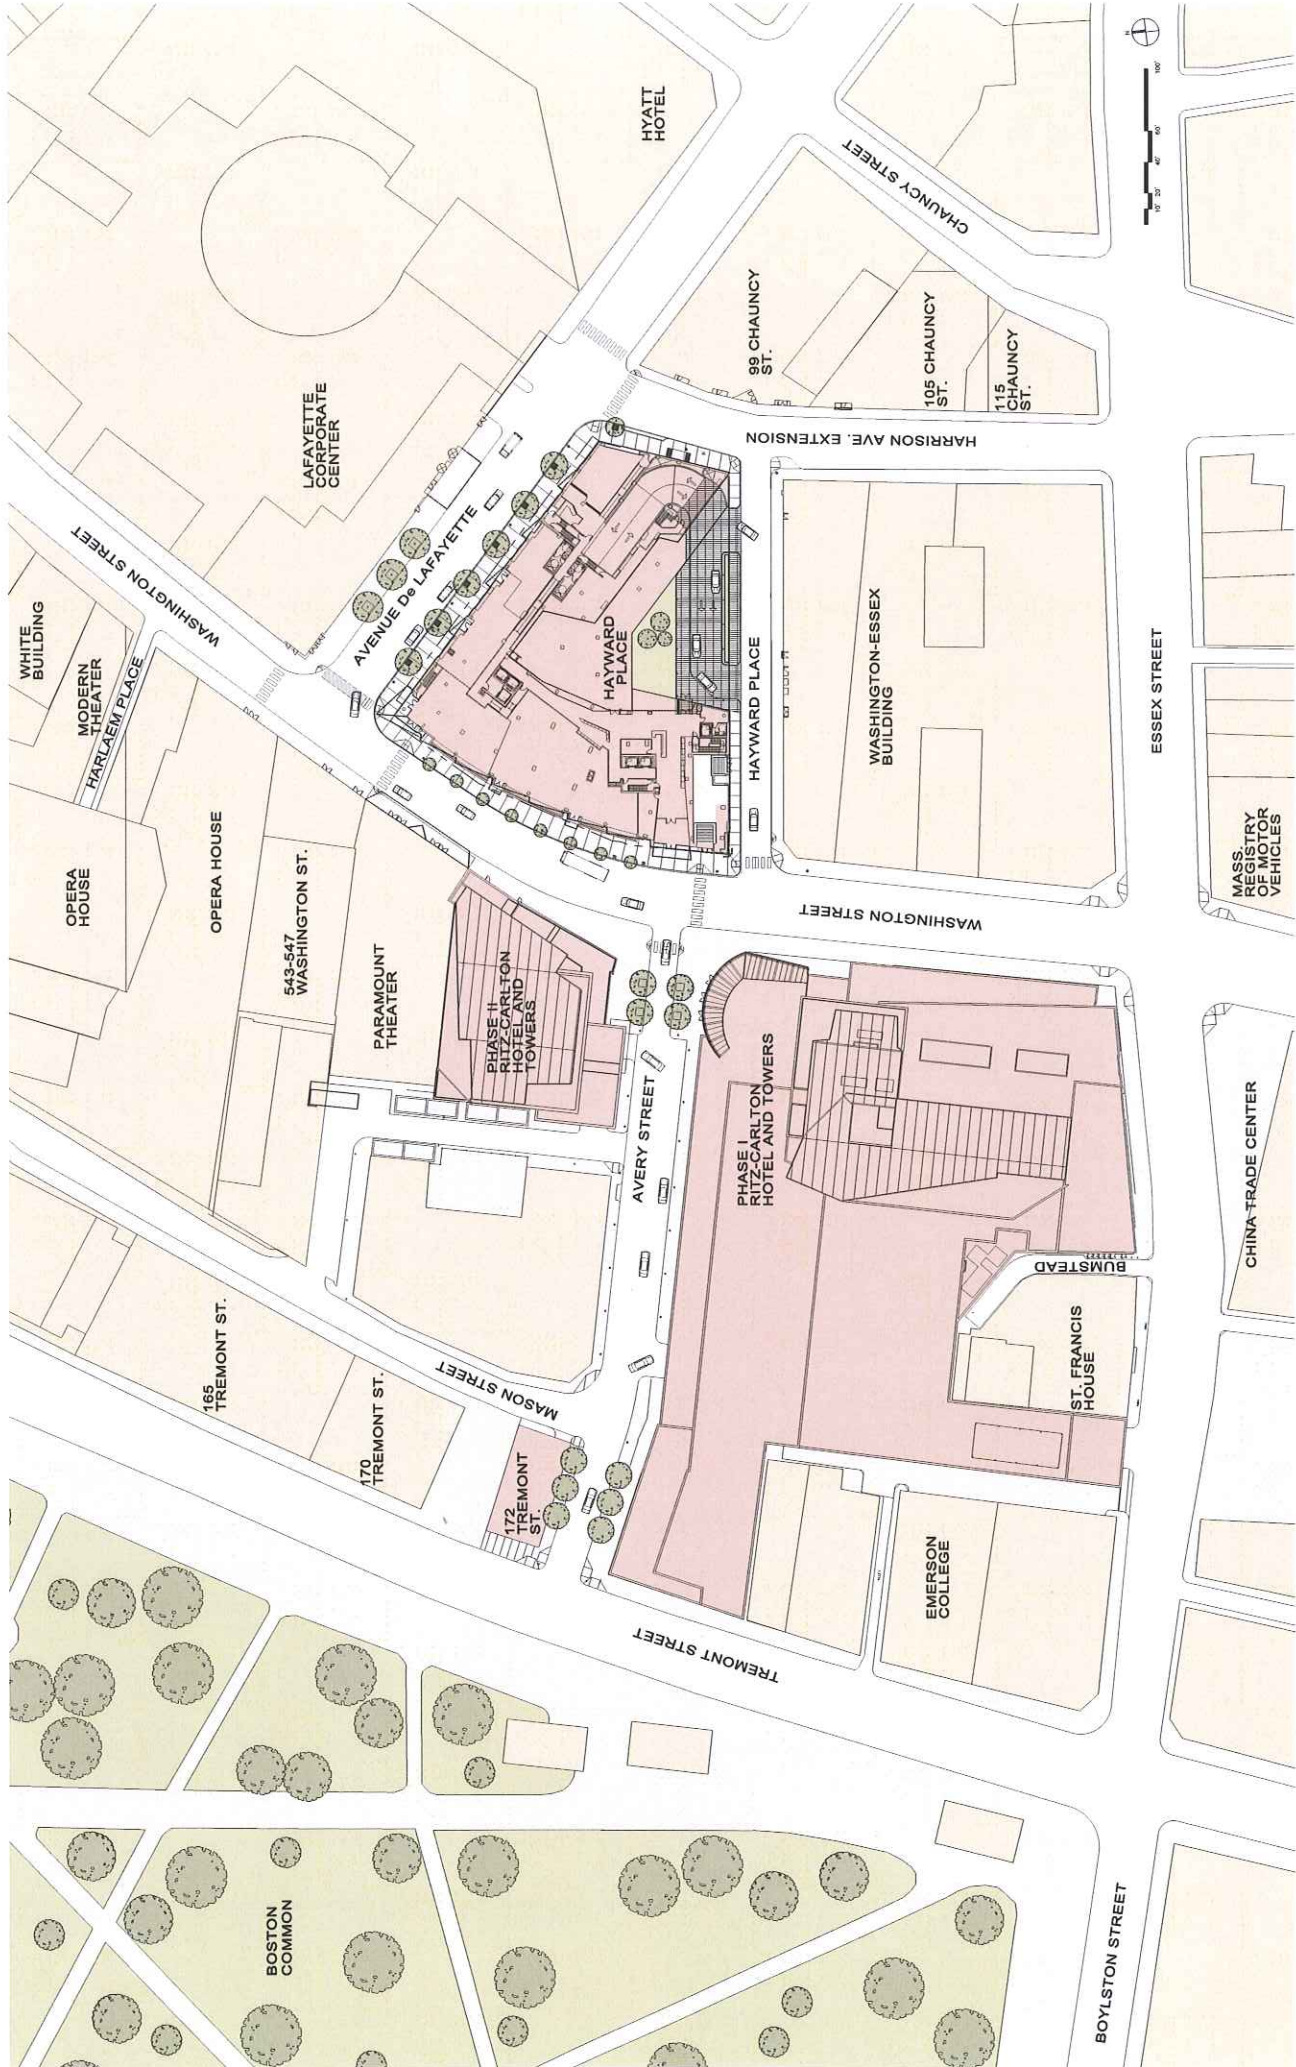 HYATT
HOTEL
CHAUNCY STREET
N
10'
20'
40'
60'
100'
99 CHAUNCY
ST.
105 CHAUNCY
ST.
115
CHAUNCY
ST.
LAFAYETTE
CORPORATE
CENTER
HARRISON AVE. EXTENSION
WASHINGTON STREET
AVENUE De LAFAYETTE
WHITE
BUILDING
MODERN
THEATER
HARLAEM PLACE
HAYWARD
PLACE
HAYWARD PLACE
WASHINGTON-ESSEX
BUILDING
ESSEX STREET
MASS.
REGISTRY
OF MOTOR
VEHICLES
OPERA
HOUSE
OPERA HOUSE
543-547
WASHINGTON ST.
PARAMOUNT
THEATER
PHASE II
RITZ-CARLTON
HOTEL AND
TOWERS
WASHINGTON STREET
AVERY STREET
PHASE I
RITZ-CARLTON
HOTEL AND TOWERS
CHINA TRADE CENTER
BUMSTEAD
ST. FRANCIS
HOUSE
165
TREMONT ST.
170
TREMONT ST.
MASON STREET
172
TREMONT
ST.
EMERSON
COLLEGE
TREMONT STREET
BOSTON
COMMON
BOYLSTON STREET